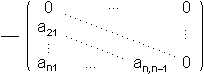 — ( 0 ... 0
a21 ⋱ ⋮
⋮ ⋱
an1 ... an,n–1 0 )